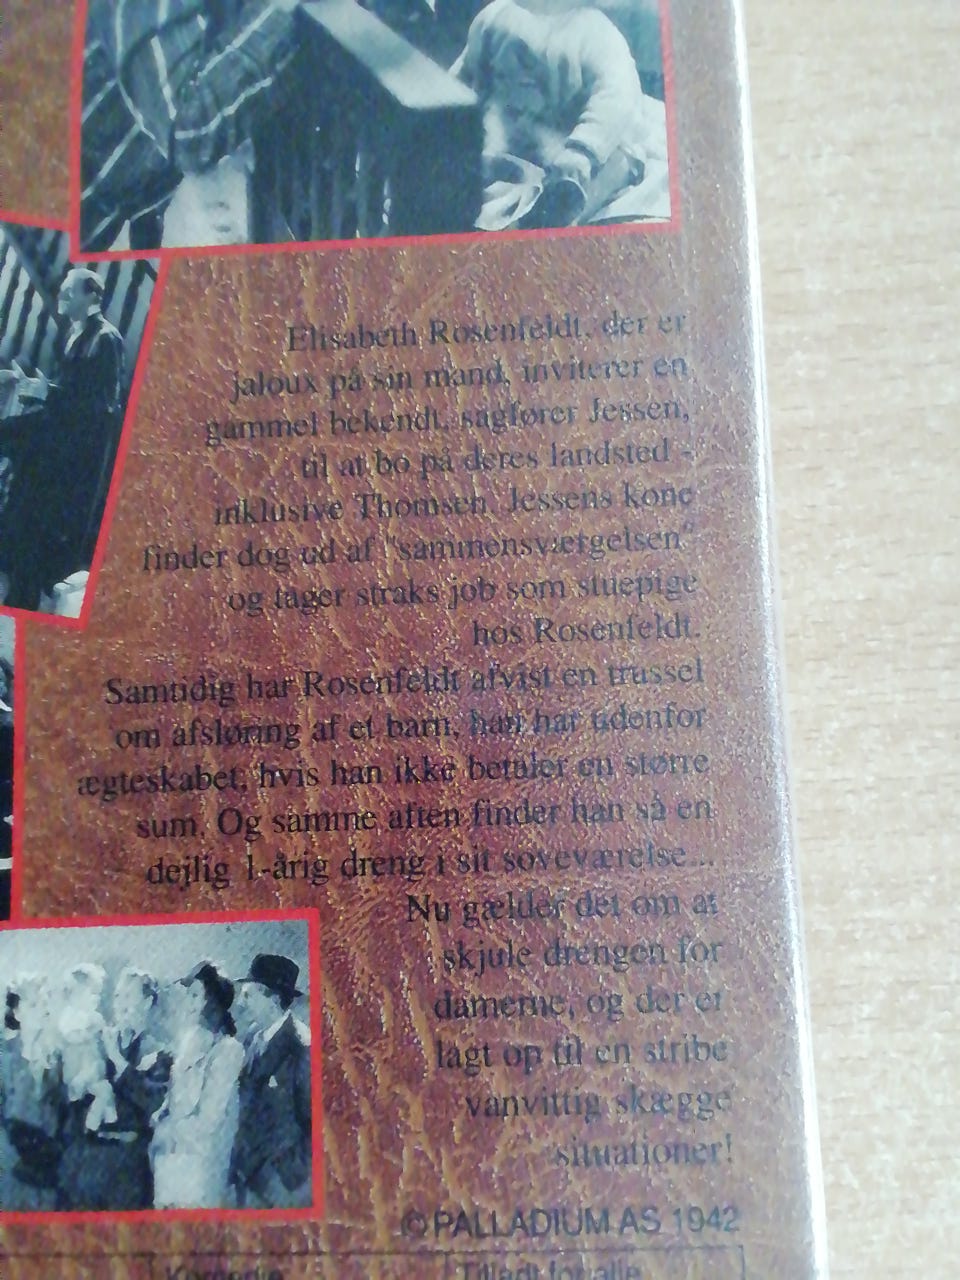 Elisabeth Rosenfeldt, der er
jaloux på sin mand, inviterer en
gammel bekendt, sagfører Jessen,
til at bo på deres landsted -
inklusive Thomsen. Jessens kone
finder dog ud af "sammensværgelsen"
og tager straks job som stuepige
hos Rosenfeldt.
Samtidig har Rosenfeldt afvist en trussel
om afsløring af et barn, han har udenfor
ægteskabet, hvis han ikke betaler en større
sum. Og samme aften finder han så en
dejlig 1-årig dreng i sit soveværelse...
Nu gælder det om at
skjule drengen for
damerne, og der er
lagt op til en stribe
vanvittig skægge
situationer!
© PALLADIUM AS 1942
Komedie Tilladt for alle